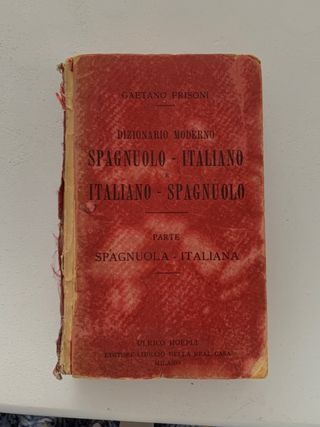 GAETANO FRISONI
DIZIONARIO MODERNO
SPAGNUOLO - ITALIANO
E
ITALIANO - SPAGNUOLO
PARTE
SPAGNUOLA - ITALIANA
ULRICO HOEPLI
EDITORE-LIBRAIO DELLA REAL CASA
MILANO